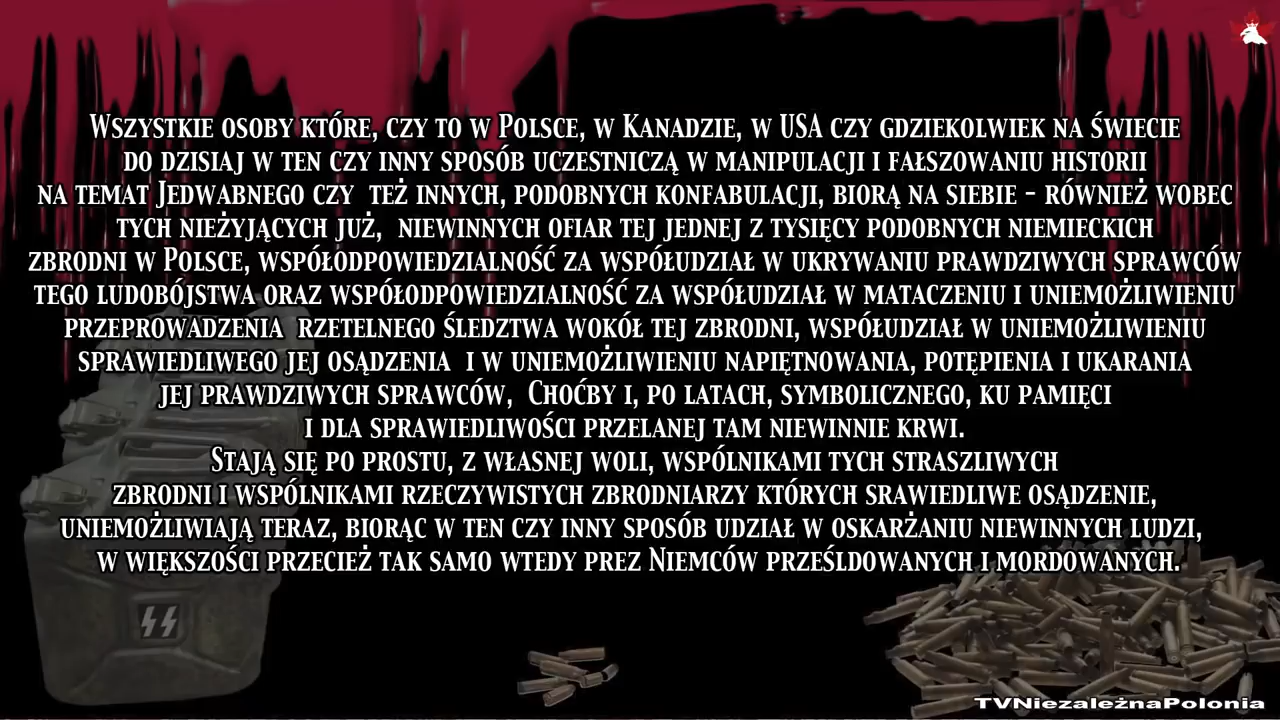 Wszystkie osoby które, czy to w Polsce, w Kanadzie, w USA czy gdziekolwiek na świecie
do dzisiaj w ten czy inny sposób uczestniczą w manipulacji i fałszowaniu historii
na temat Jedwabnego czy też innych, podobnych konfabulacji, biorą na siebie - również wobec
tych nieżyjących już, niewinnych ofiar tej jednej z tysięcy podobnych niemieckich
zbrodni w Polsce, współodpowiedzialność za współudział w ukrywaniu prawdziwych sprawców
tego ludobójstwa oraz współodpowiedzialność za współudział w mataczeniu i uniemożliwieniu
przeprowadzenia rzetelnego śledztwa wokół tej zbrodni, współudział w uniemożliwieniu
sprawiedliwego jej osądzenia i w uniemożliwieniu napiętnowania, potępienia i ukarania
jej prawdziwych sprawców, Choćby i, po latach, symbolicznego, ku pamięci
i dla sprawiedliwości przelanej tam niewinnie krwi.
Stają się po prostu, z własnej woli, wspólnikami tych straszliwych
zbrodni i wspólnikami rzeczywistych zbrodniarzy których srawiedliwe osądzenie,
uniemożliwiają teraz, biorąc w ten czy inny sposób udział w oskarżaniu niewinnych ludzi,
w większości przecież tak samo wtedy prez Niemców prześldowanych i mordowanych.
SS
TVNiezależnaPolonia